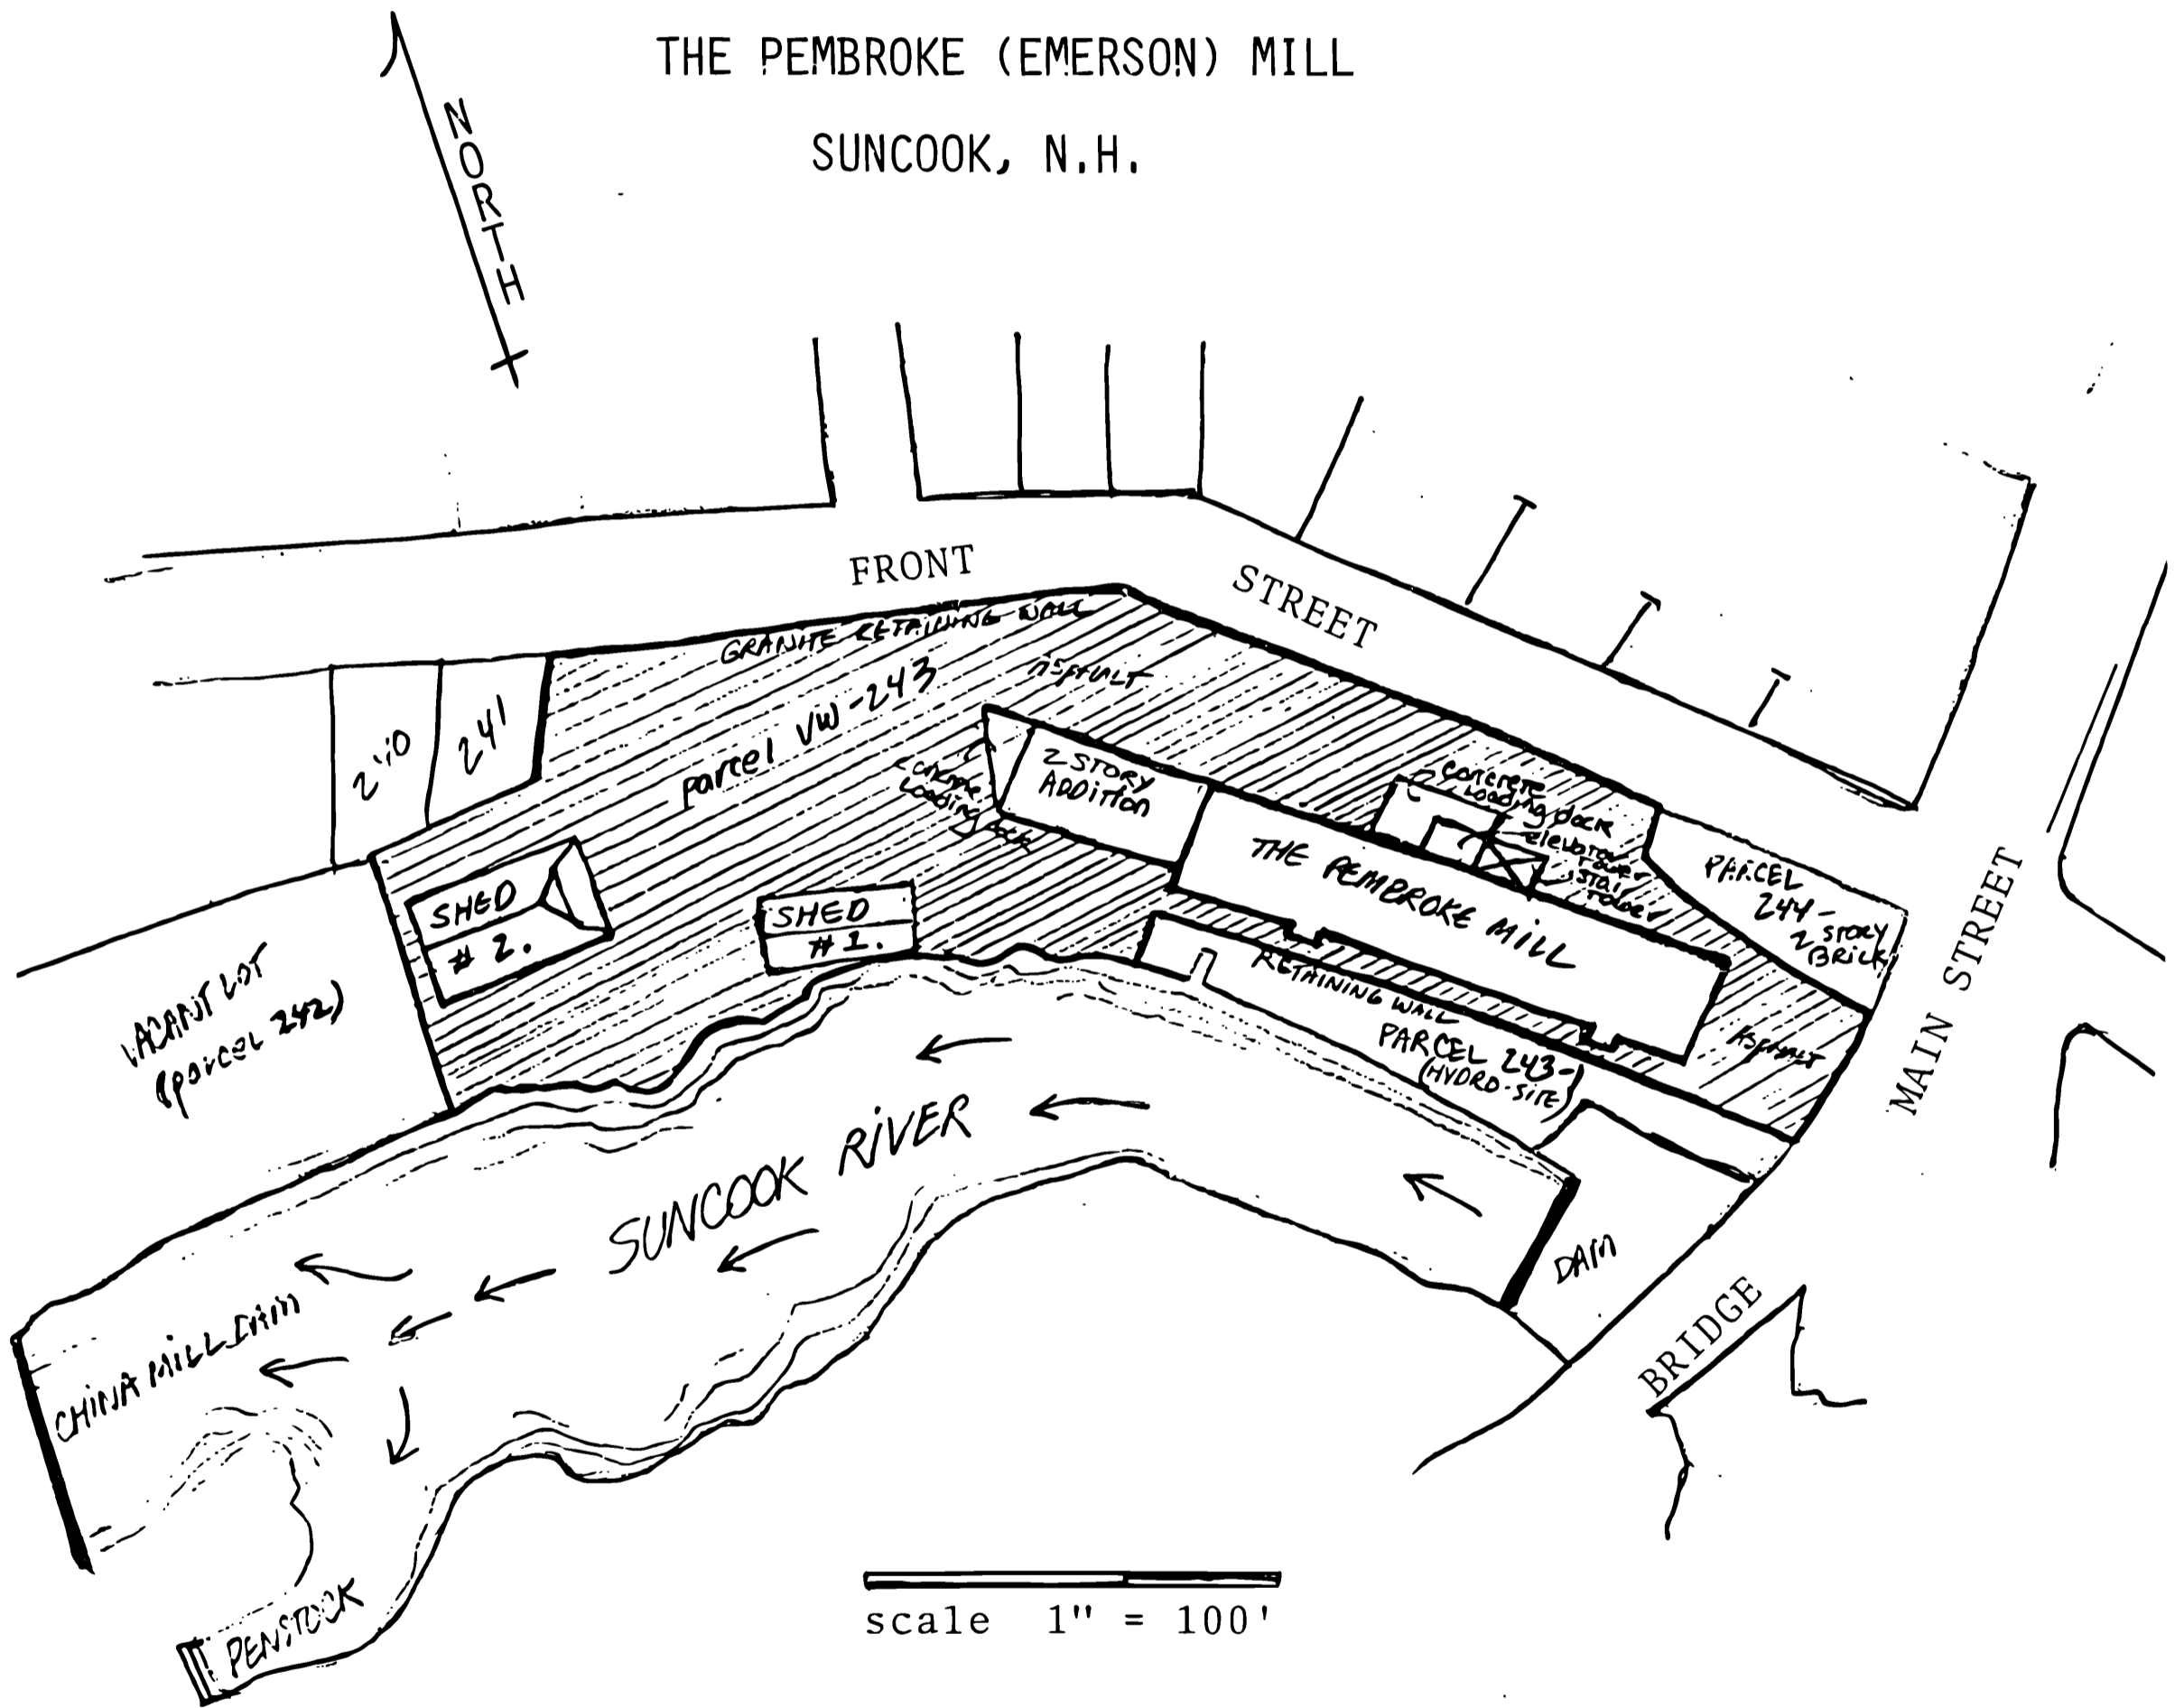 THE PEMBROKE (EMERSON) MILL
SUNCOOK, N.H.
NORTH
FRONT
STREET
GRANITE RETAINING WALL
ASPHALT
parcel VW-243
241
2 STORY
ADDITION
Concrete
Loading dock
elevator
THE PEMBROKE MILL
PARCEL
244-
2 STORY
BRICK
MAIN STREET
SHED
# 2.
SHED
# 1.
RETAINING WALL
PARCEL 243-
(HYDRO-SITE)
ASPHALT
VACANT LOT
(parcel 242)
SUNCOOK RIVER
DAM
BRIDGE
CHINA MILL DAM
PENSTOCK
scale 1" = 100'